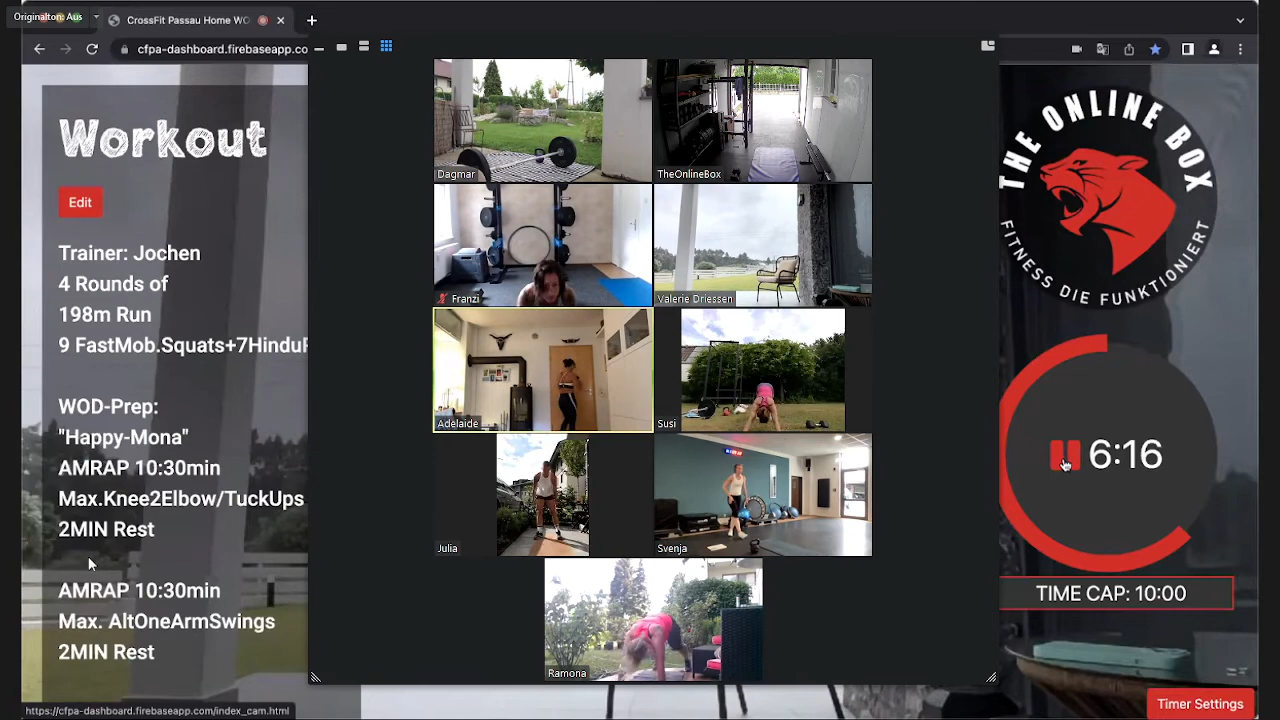 Originalton: Aus
CrossFit Passau Home WO
cfpa-dashboard.firebaseapp.co
Workout
Edit
Trainer: Jochen
4 Rounds of
198m Run
9 FastMob.Squats+7Hindu
WOD-Prep:
"Happy-Mona"
AMRAP 10:30min
Max.Knee2Elbow/TuckUps
2MIN Rest
AMRAP 10:30min
Max. AltOneArmSwings
2MIN Rest
https://cfpa-dashboard.firebaseapp.com/index_cam.html
Dagmar
TheOnlineBox
Franzi
Valerie Driessen
Adelaide
Susi
Julia
Svenja
Ramona
THE ONLINE BOX
FITNESS DIE FUNKTIONIERT
6:16
TIME CAP: 10:00
Timer Settings